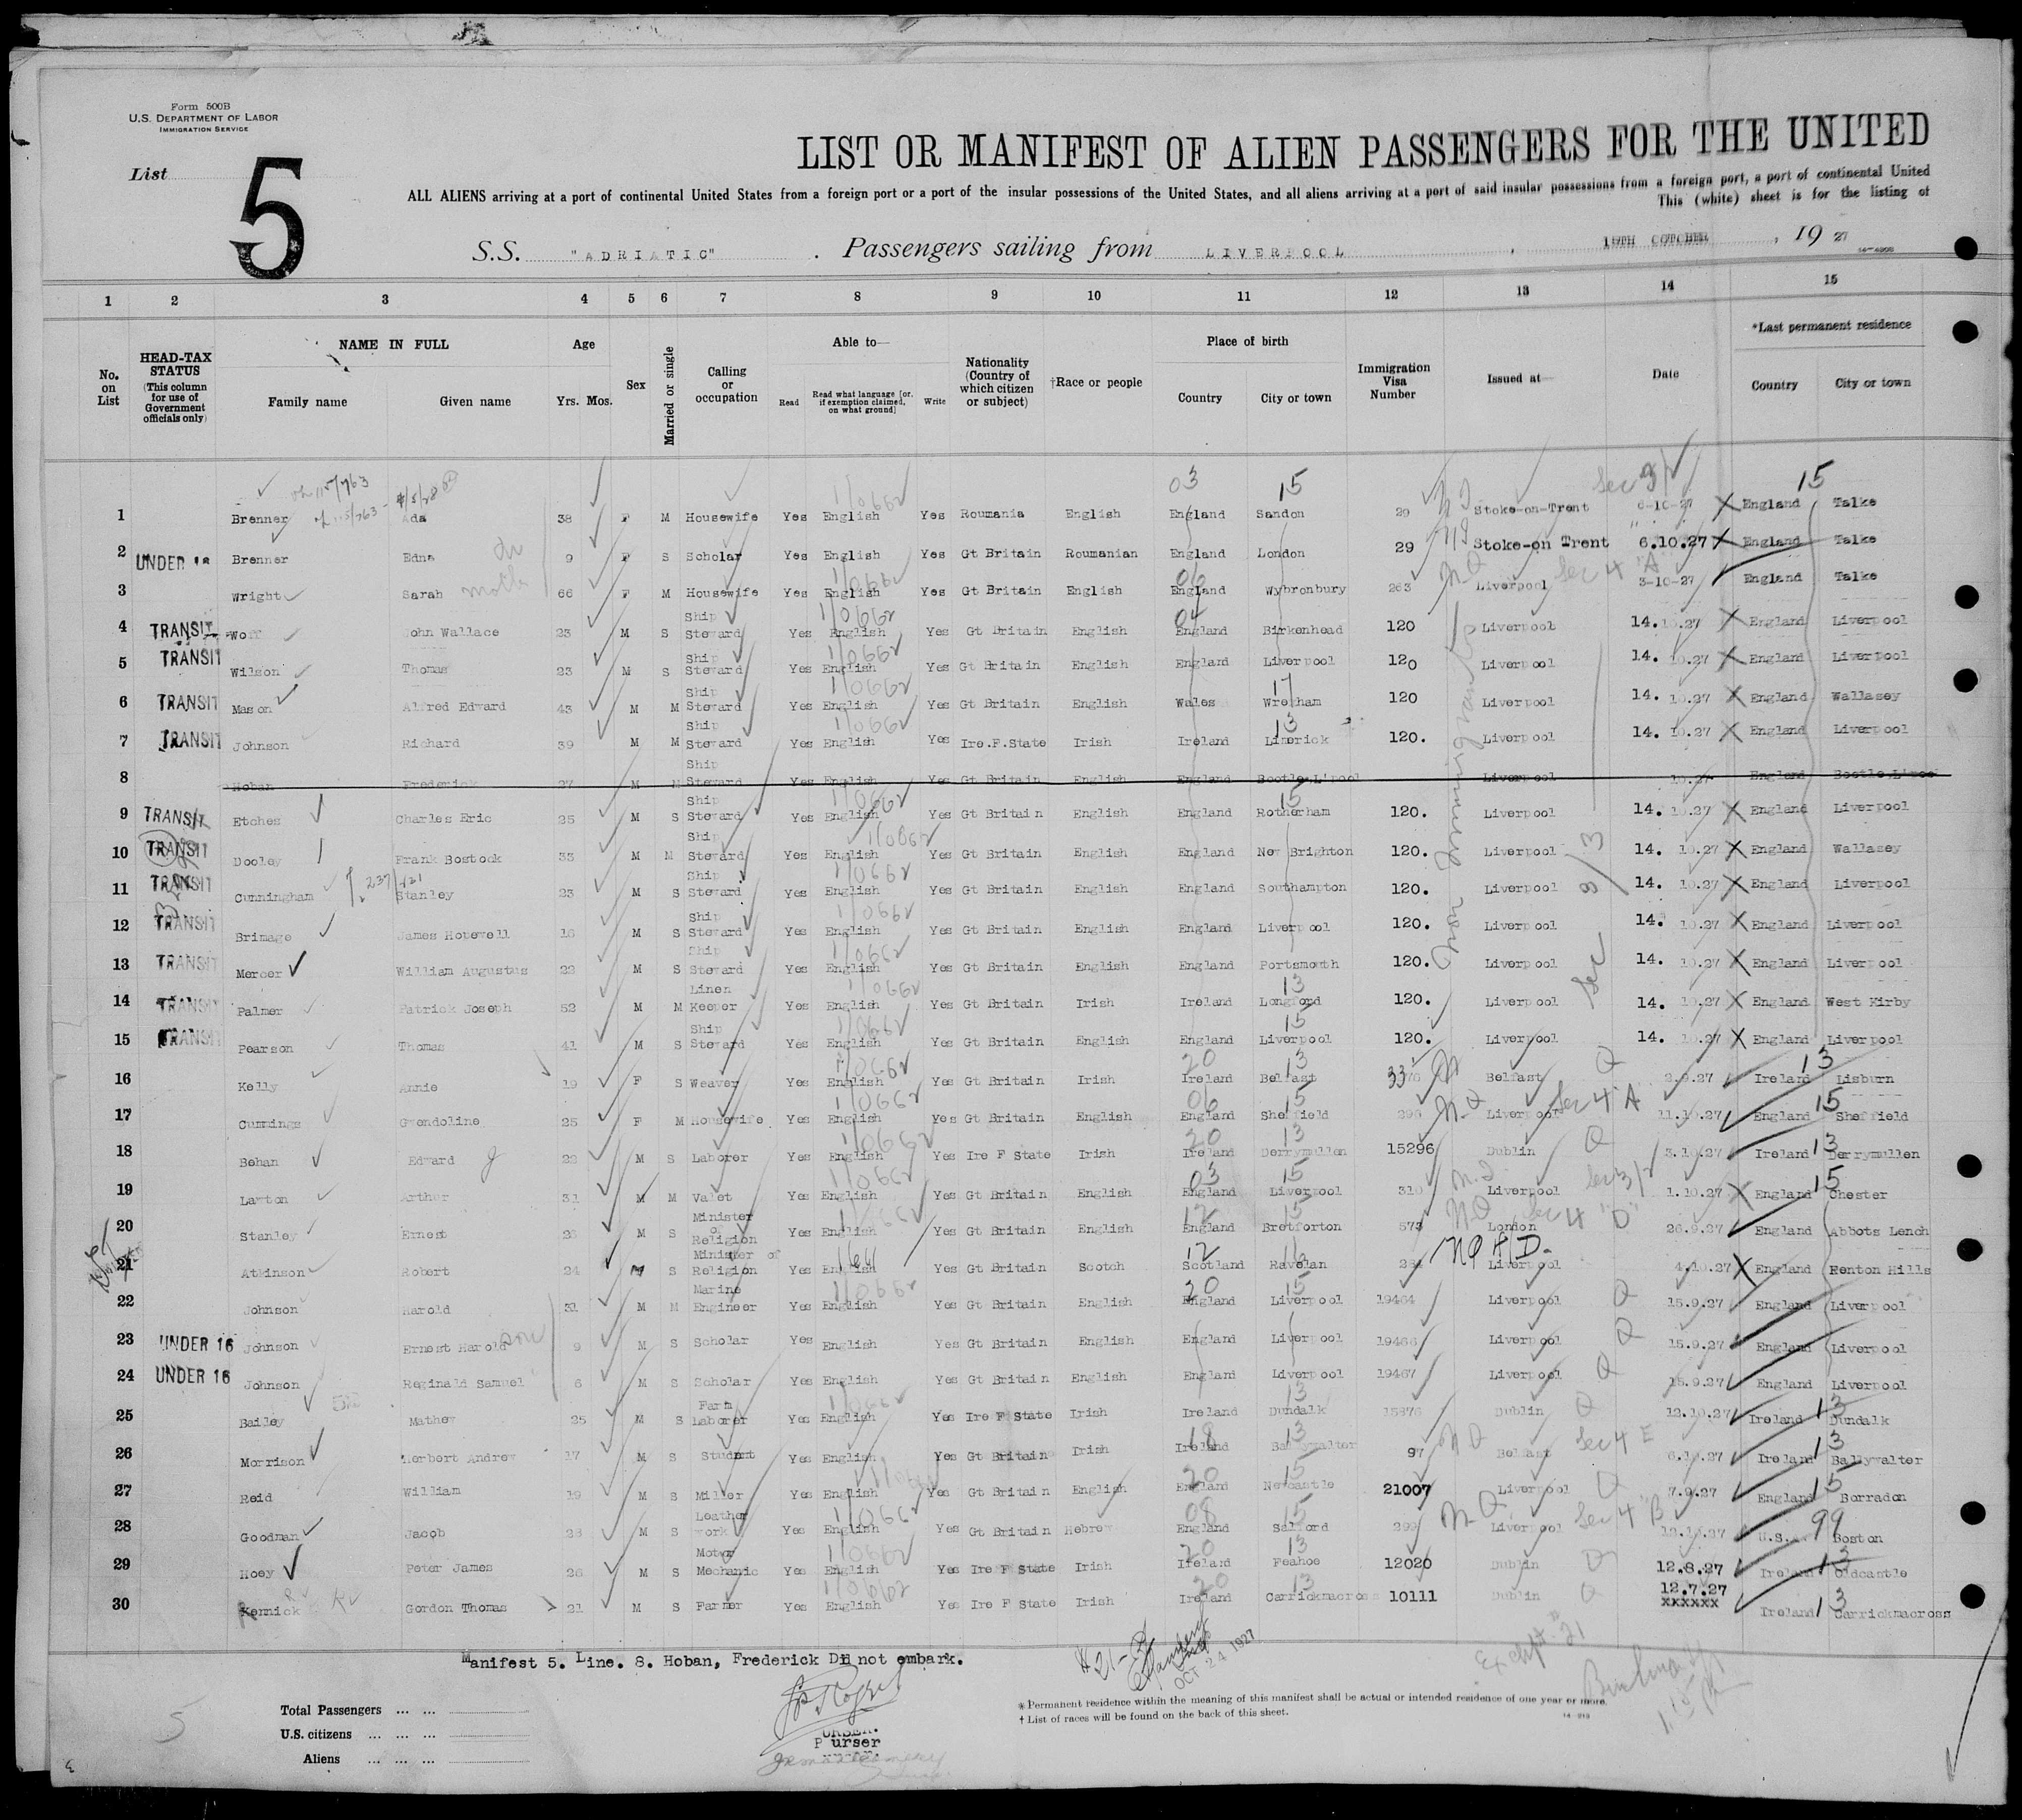 Form 500B
U.S. DEPARTMENT OF LABOR
IMMIGRATION SERVICE
List 5
LIST OR MANIFEST OF ALIEN PASSENGERS FOR THE UNITED
ALL ALIENS arriving at a port of continental United States from a foreign port or a port of the insular possessions of the United States, and all aliens arriving at a port of said insular possessions from a foreign port, a port of continental United
This (white) sheet is for the listing of
S.S. "ADRIATIC". Passengers sailing from LIVERPOOL, OCTOBER, 1927
1 2 3 4 5 6 7 8 9 10 11 12 13 14 15
No. on List
HEAD-TAX STATUS (This column for use of Government officials only)
NAME IN FULL Family name Given name
Age Yrs. Mos.
Sex
Married or single
Calling or occupation
Able to— Read Read what language [or, if exemption claimed, on what ground] Write
Nationality (Country of which citizen or subject)
†Race or people
Place of birth Country City or town
Immigration Visa Number
Issued at—
Date
*Last permanent residence Country City or town
1 Brenner Ada 38 F M Housewife Yes English Yes Roumania English England Sandon 29 Stoke-on-Trent 6-10-27 England Talke
2 UNDER 16 Brenner Edna 9 F S Scholar Yes English Yes Gt Britain Roumanian England London 29 Stoke-on Trent 6.10.27 England Talke
3 Wright Sarah 66 F M Housewife Yes English Yes Gt Britain English England Wybronbury 263 Liverpool 3-10-27 England Talke
4 TRANSIT Woff John Wallace 23 M S Ship Steward Yes English Yes Gt Britain English England Birkenhead 120 Liverpool 14.10.27 England Liverpool
5 TRANSIT Wilson Thomas 23 M S Ship Steward Yes English Yes Gt Britain English England Liverpool 120 Liverpool 14.10.27 England Liverpool
6 TRANSIT Mason Alfred Edward 43 M M Ship Steward Yes English Yes Gt Britain English Wales Wrexham 120 Liverpool 14.10.27 England Wallasey
7 TRANSIT Johnson Richard 39 M M Ship Steward Yes English Yes Ire.F.State Irish Ireland Limerick 120. Liverpool 14.10.27 England Liverpool
8 Hoban Frederick 27 M M Ship Steward Yes English Yes Gt Britain English England Bootle L'pool Liverpool 10.27 England Bootle L'pool
9 TRANSIT Etches Charles Eric 25 M S Ship Steward Yes English Yes Gt Britain English England Rotherham 120. Liverpool 14.10.27 England Liverpool
10 TRANSIT Dooley Frank Bostock 33 M M Ship Steward Yes English Yes Gt Britain English England New Brighton 120. Liverpool 14.10.27 England Wallasey
11 TRANSIT Cunningham Stanley 23 M S Ship Steward Yes English Yes Gt Britain English England Southampton 120. Liverpool 14.10.27 England Liverpool
12 TRANSIT Brimage James Hopwell M S Ship Steward Yes English Yes Gt Britain English England Liverpool 120. Liverpool 14.10.27 England Liverpool
13 TRANSIT Mercer William Augustus 22 M S Ship Steward Yes English Yes Gt Britain English England Portsmouth 120. Liverpool 14.10.27 England Liverpool
14 TRANSIT Palmer Patrick Joseph 52 M M Linen Keeper Yes English Yes Gt Britain Irish Ireland Longford 120. Liverpool 14.10.27 England West Kirby
15 TRANSIT Pearson Thomas 41 M S Ship Steward Yes English Yes Gt Britain English England Liverpool 120. Liverpool 14.10.27 England Liverpool
16 Kelly Annie 19 F S Weaver Yes English Yes Gt Britain Irish Ireland Belfast Belfast 2.9.27 Ireland Lisburn
17 Cummings Gwendoline 25 F M Housewife Yes English Yes Gt Britain English England Sheffield 296 Liverpool Sec 4 "A" 11.10.27 England Sheffield
18 Behan Edward 22 M S Laborer Yes English Yes Ire F State Irish Ireland Derrymullen 15296 Dublin 3.10.27 Ireland Derrymullen
19 Lawton Arthur 31 M M Valet Yes English Yes Gt Britain English England Liverpool 310 Liverpool 1.10.27 England Chester
20 Stanley Ernest M S Minister of Religion Yes English Yes Gt Britain English England Bretforton 573 London Sec 4 "D" 26.9.27 England Abbots Lench
21 Atkinson Robert 24 M S Minister of Religion Yes English Yes Gt Britain Scotch Scotland Liverpool 4.10.27 England Kenton Hills
22 Johnson Harold 31 M M Marine Engineer Yes English Yes Gt Britain English England Liverpool 19464 Liverpool 15.9.27 England Liverpool
23 UNDER 16 Johnson Ernest Harold son 9 M S Scholar Yes English Yes Gt Britain English England Liverpool 19466 Liverpool 15.9.27 England Liverpool
24 UNDER 16 Johnson Reginald Samuel 6 M S Scholar Yes English Yes Gt Britain English England Liverpool 19467 Liverpool 15.9.27 England Liverpool
25 Bailey Mathew 25 M S Farm Laborer Yes English Yes Ire F State Irish Ireland Dundalk 15376 Dublin 12.10.27 Ireland Dundalk
26 Morrison Herbert Andrew 17 M S Student Yes English Yes Gt Britain Irish Ireland Ballywalter 97 Belfast Sec 4 E 6.10.27 Ireland Ballywalter
27 Reid William 19 M S Miller Yes English Yes Gt Britain English England Newcastle 21007 Liverpool 7.9.27 England Borradon
28 Goodman Jacob 28 M S Leather work Yes English Yes Gt Britain Hebrew England Salford 299 Liverpool Sec 4 "B" 12.10.27 U.S. Boston
29 Hoey Peter James 26 M S Motor Mechanic Yes English Yes Ire F State Irish Ireland Feahoe 12020 Dublin 12.8.27 Ireland Oldcastle
30 Kernick Gordon Thomas 21 M S Farmer Yes English Yes Ire F State Irish Ireland Carrickmacross 10111 Dublin 12.7.27 XXXXXX Ireland Carrickmacross
Manifest 5. Line. 8. Hoban, Frederick Did not embark.
OCT 24 1927
Total Passengers ... ...
U.S. citizens ... ... ...
Aliens ... ... ...
Purser
* Permanent residence within the meaning of this manifest shall be actual or intended residence of one year or more.
† List of races will be found on the back of this sheet.